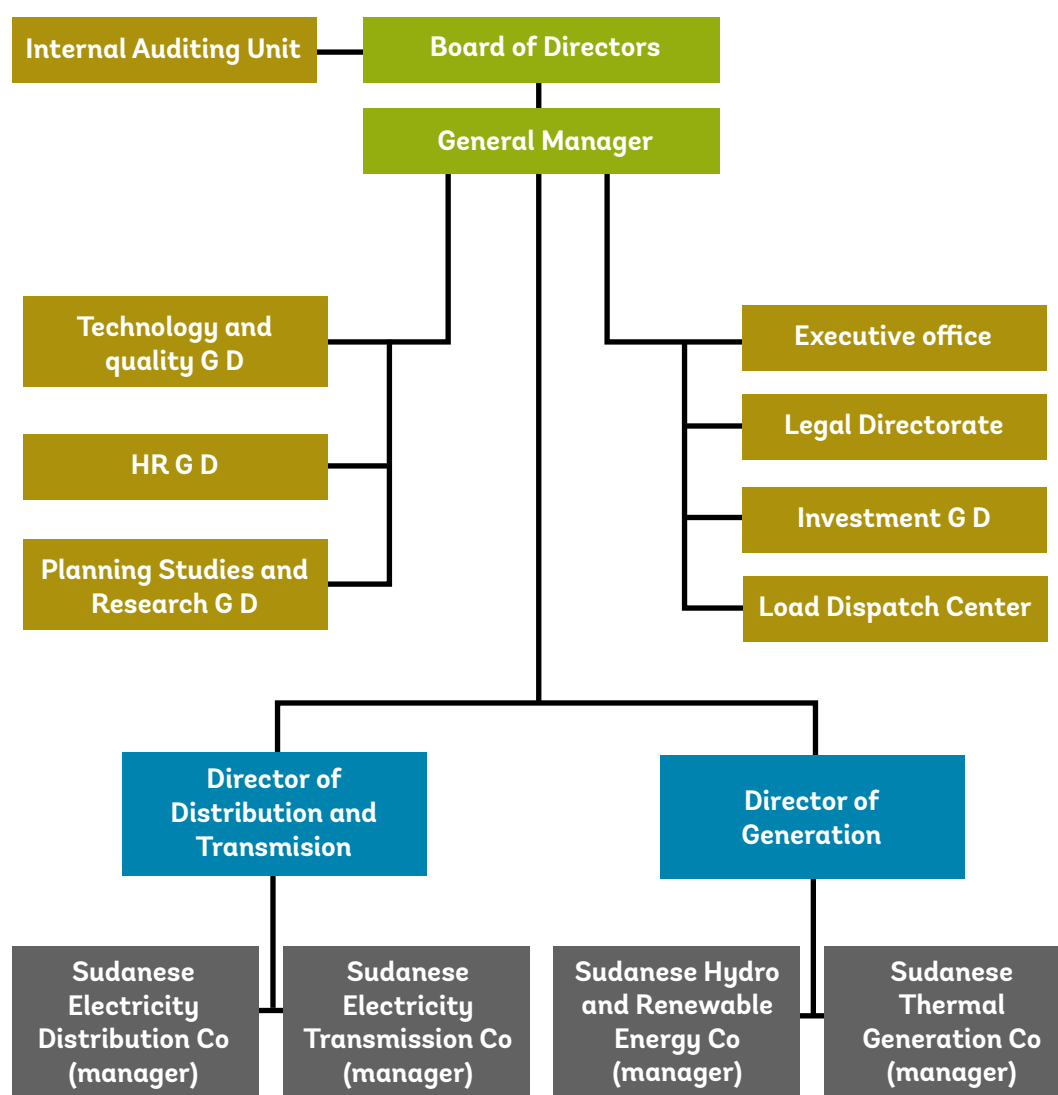 Internal Auditing Unit
Board of Directors
General Manager
Technology and
quality G D
HR G D
Planning Studies and
Research G D
Executive office
Legal Directorate
Investment G D
Load Dispatch Center
Director of
Distribution and
Transmision
Director of
Generation
Sudanese
Electricity
Distribution Co
(manager)
Sudanese
Electricity
Transmission Co
(manager)
Sudanese Hydro
and Renewable
Energy Co
(manager)
Sudanese
Thermal
Generation Co
(manager)